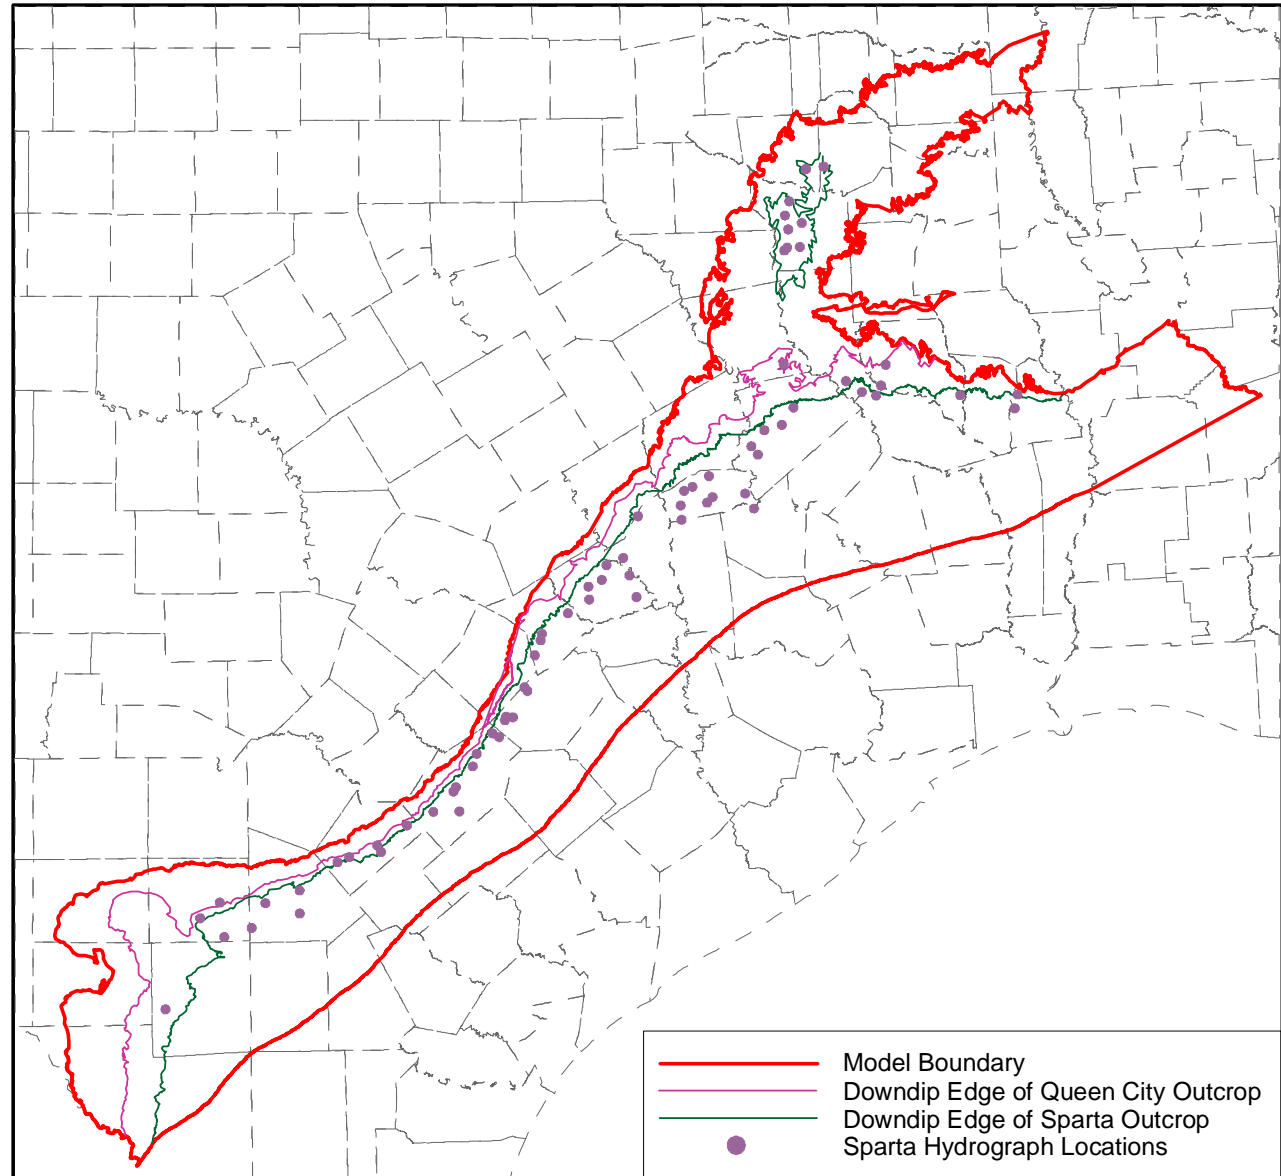 Model Boundary
Downdip Edge of Queen City Outcrop
Downdip Edge of Sparta Outcrop
Sparta Hydrograph Locations